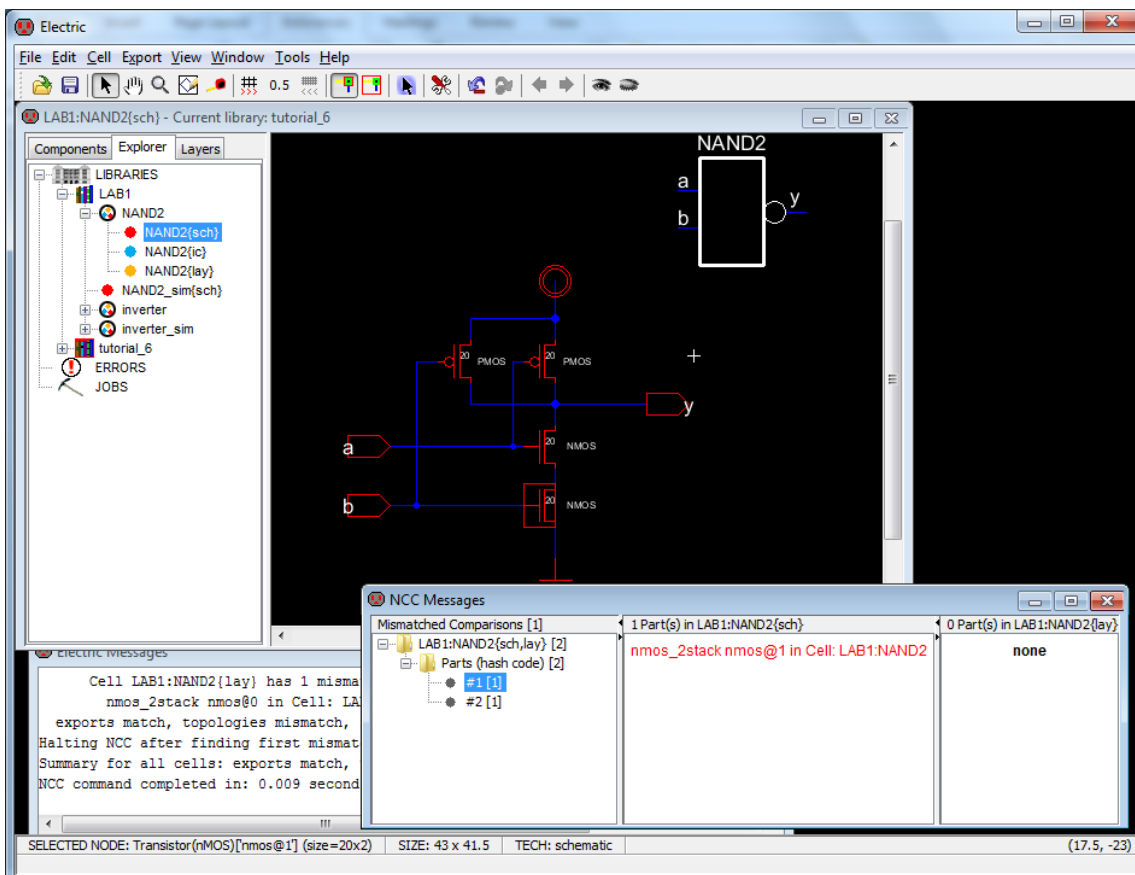 Electric
File Edit Cell Export View Window Tools Help
0.5
LAB1:NAND2{sch} - Current library: tutorial_6
Components Explorer Layers
LIBRARIES
LAB1
NAND2
NAND2{sch}
NAND2{ic}
NAND2{lay}
NAND2_sim{sch}
inverter
inverter_sim
tutorial_6
ERRORS
JOBS
NAND2
a
b
y
20 PMOS
20 PMOS
y
a
20 NMOS
b
20 NMOS
Electric Messages
Cell LAB1:NAND2{lay} has 1 misma
nmos_2stack nmos@0 in Cell: LA
exports match, topologies mismatch,
Halting NCC after finding first mismat
Summary for all cells: exports match,
NCC command completed in: 0.009 second
NCC Messages
Mismatched Comparisons [1]
LAB1:NAND2{sch,lay} [2]
Parts (hash code) [2]
#1 [1]
#2 [1]
1 Part(s) in LAB1:NAND2{sch}
nmos_2stack nmos@1 in Cell: LAB1:NAND2
0 Part(s) in LAB1:NAND2{lay}
none
SELECTED NODE: Transistor(nMOS)['nmos@1'] (size=20x2) SIZE: 43 x 41.5 TECH: schematic (17.5, -23)